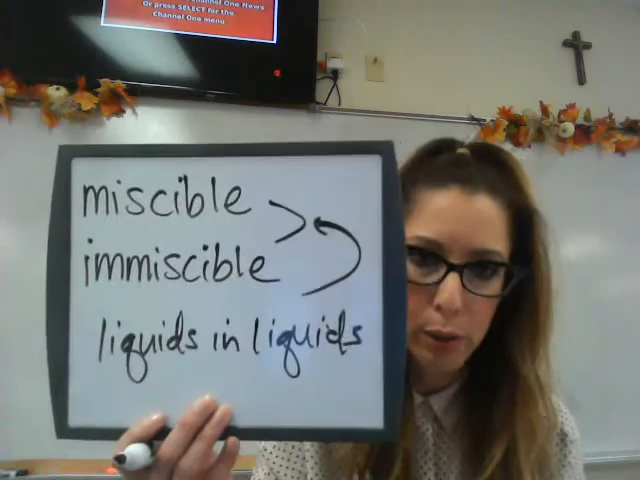 Channel One News
Or press SELECT for the
Channel One menu
miscible
immiscible
liquids in liquids